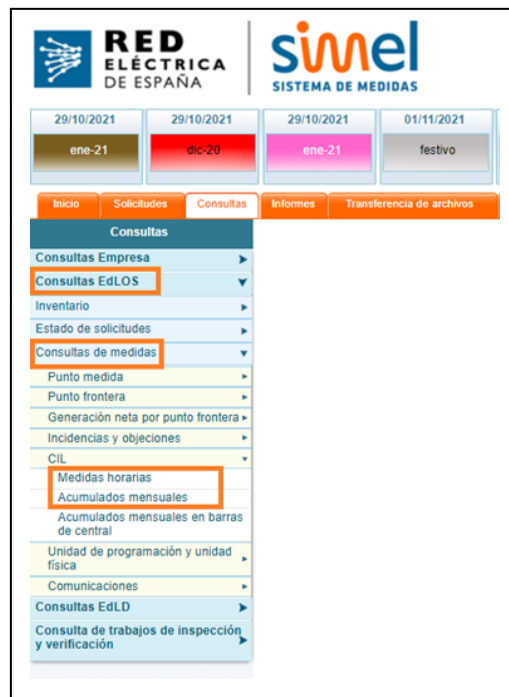 RED
ELÉCTRICA
DE ESPAÑA
simel
SISTEMA DE MEDIDAS
29/10/2021 29/10/2021 29/10/2021 01/11/2021
ene-21 dic-20 ene-21 festivo
Inicio Solicitudes Consultas Informes Transferencia de archivos
Consultas
Consultas Empresa
Consultas EdLOS
Inventario
Estado de solicitudes
Consultas de medidas
Punto medida
Punto frontera
Generación neta por punto frontera
Incidencias y objeciones
CIL
Medidas horarias
Acumulados mensuales
Acumulados mensuales en barras
de central
Unidad de programación y unidad
física
Comunicaciones
Consultas EdLD
Consulta de trabajos de inspección
y verificación